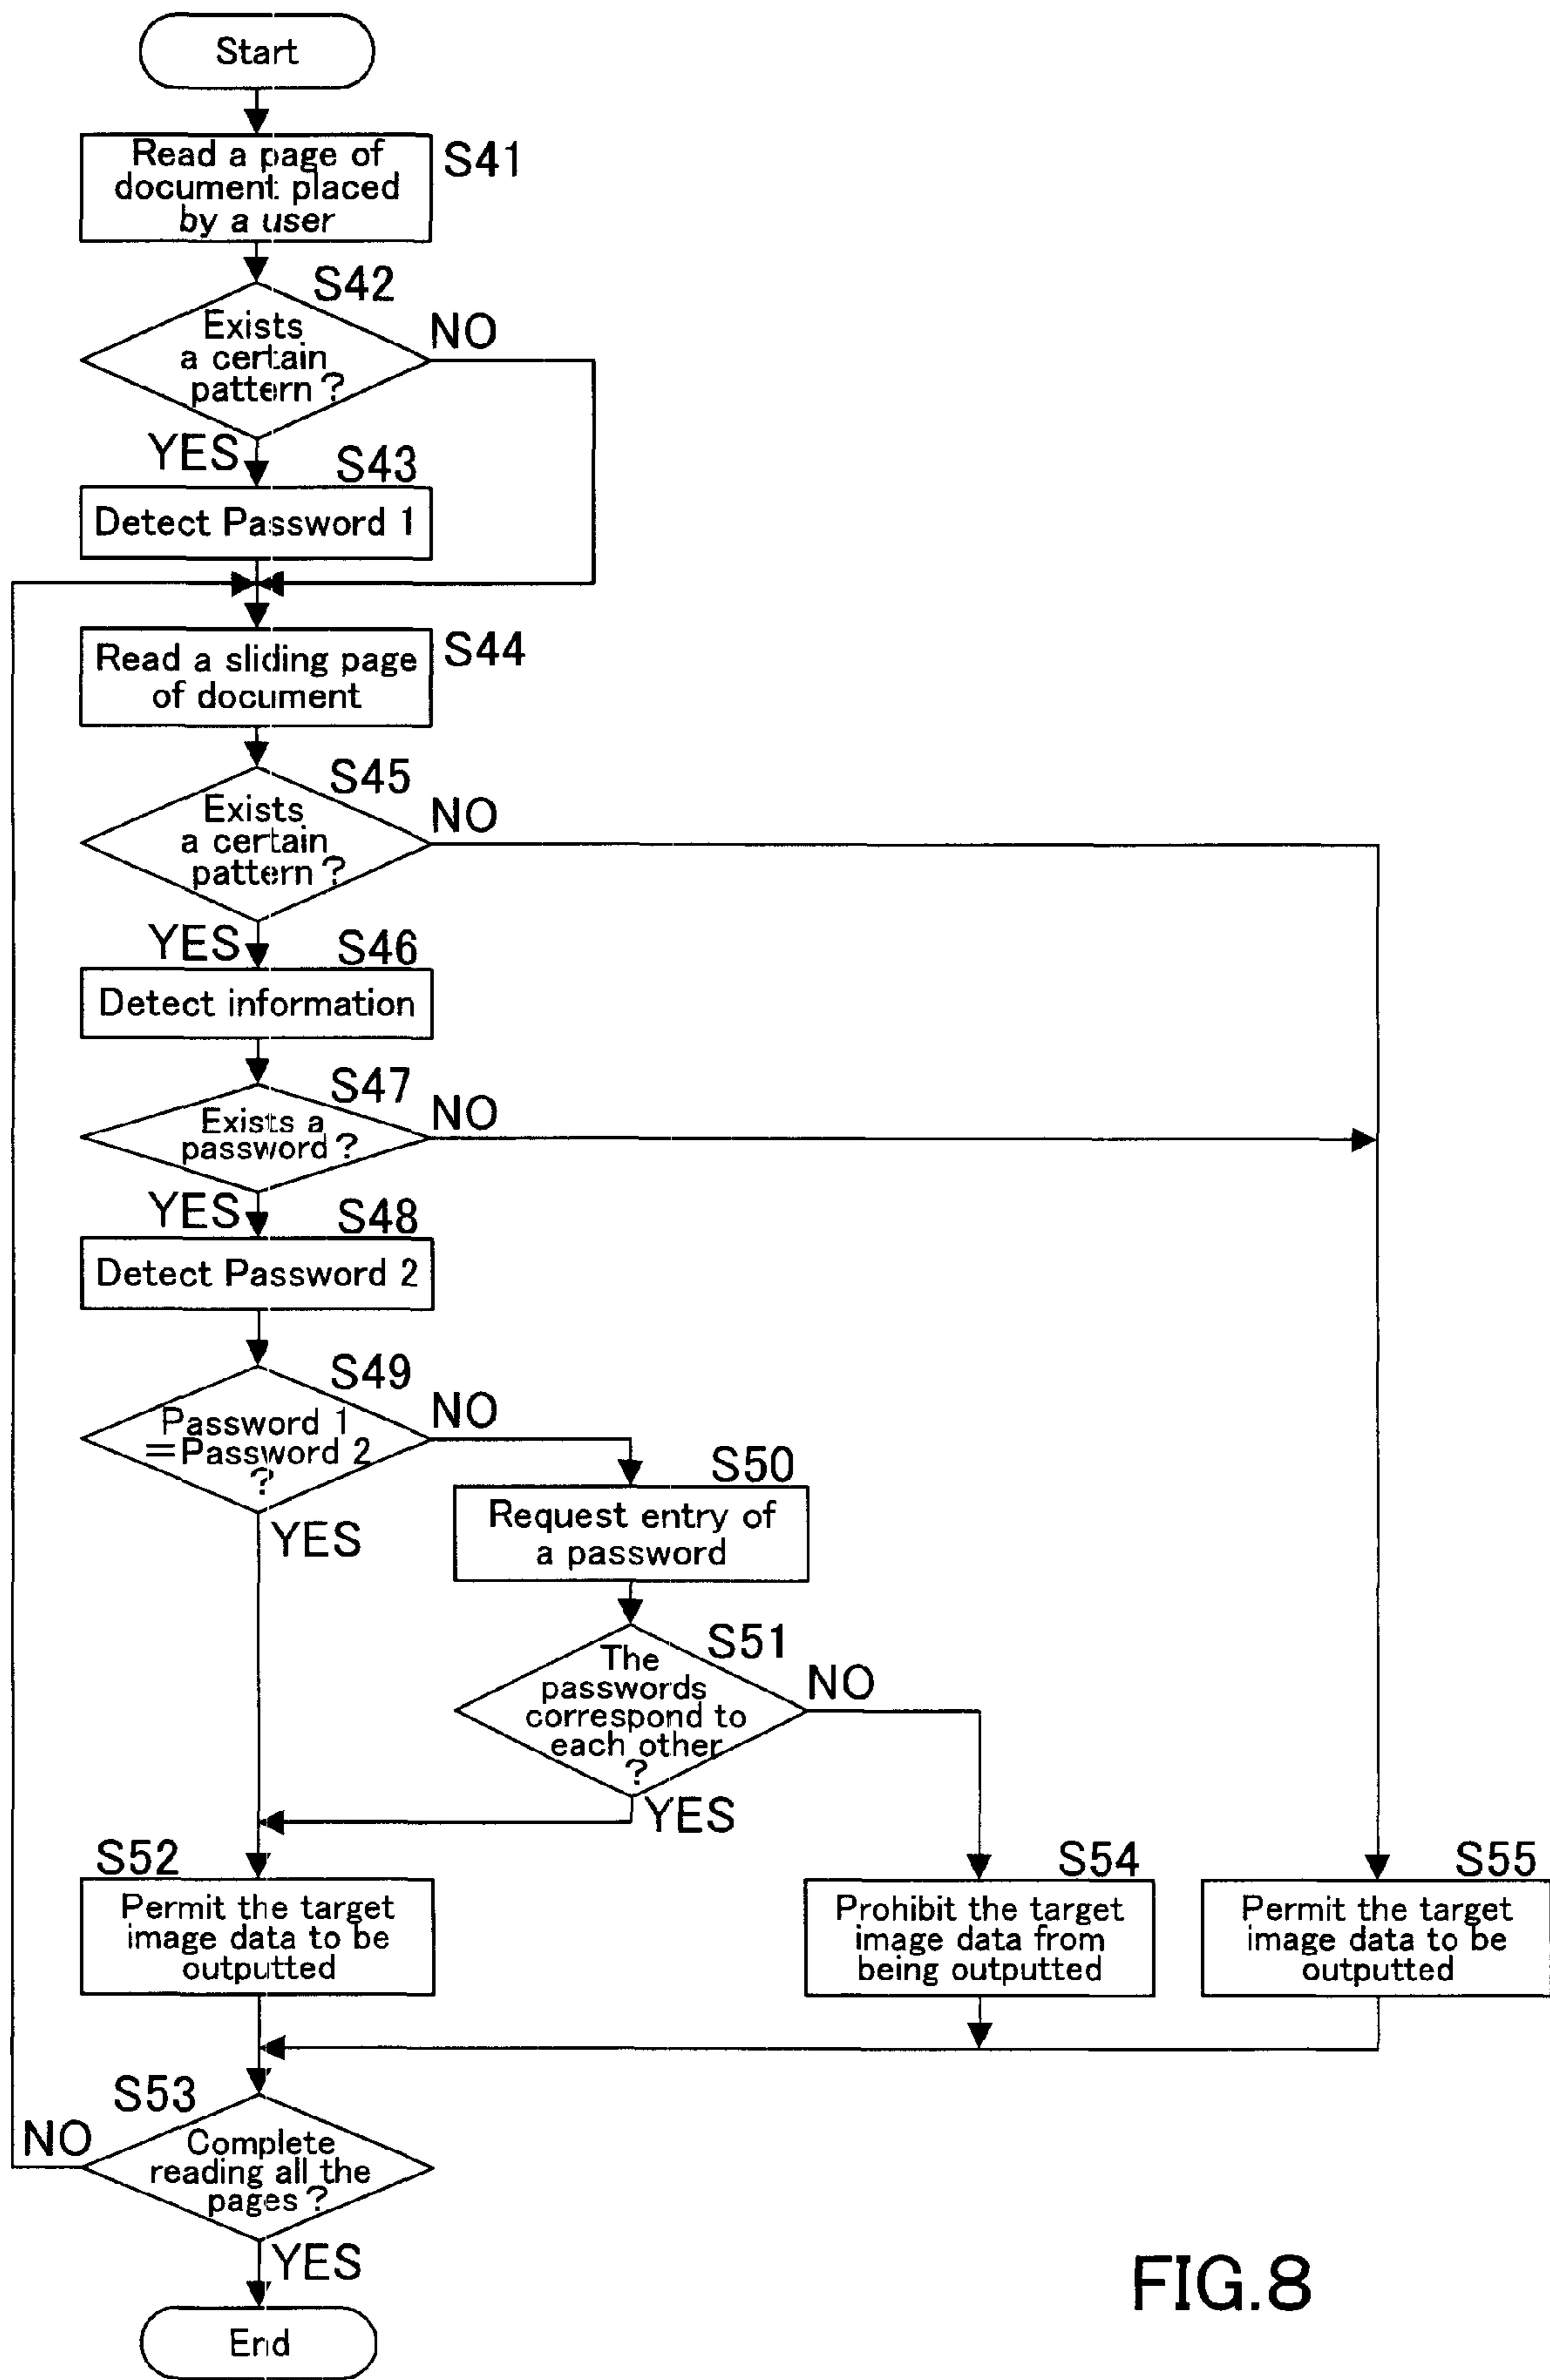 Start
Read a page of
document placed
by a user
S41
S42
Exists
a certain
pattern?
NO
YES
S43
Detect Password 1
Read a sliding page
of document
S44
S45
Exists
a certain
pattern?
NO
YES
S46
Detect information
S47
Exists a
password?
NO
YES
S48
Detect Password 2
S49
Password 1
=Password 2
?
NO
YES
S50
Request entry of
a password
S51
The
passwords
correspond to
each other
?
NO
YES
S52
Permit the target
image data to be
outputted
S54
Prohibit the target
image data from
being outputted
S55
Permit the target
image data to be
outputted
S53
Complete
reading all the
pages?
NO
YES
End
FIG.8